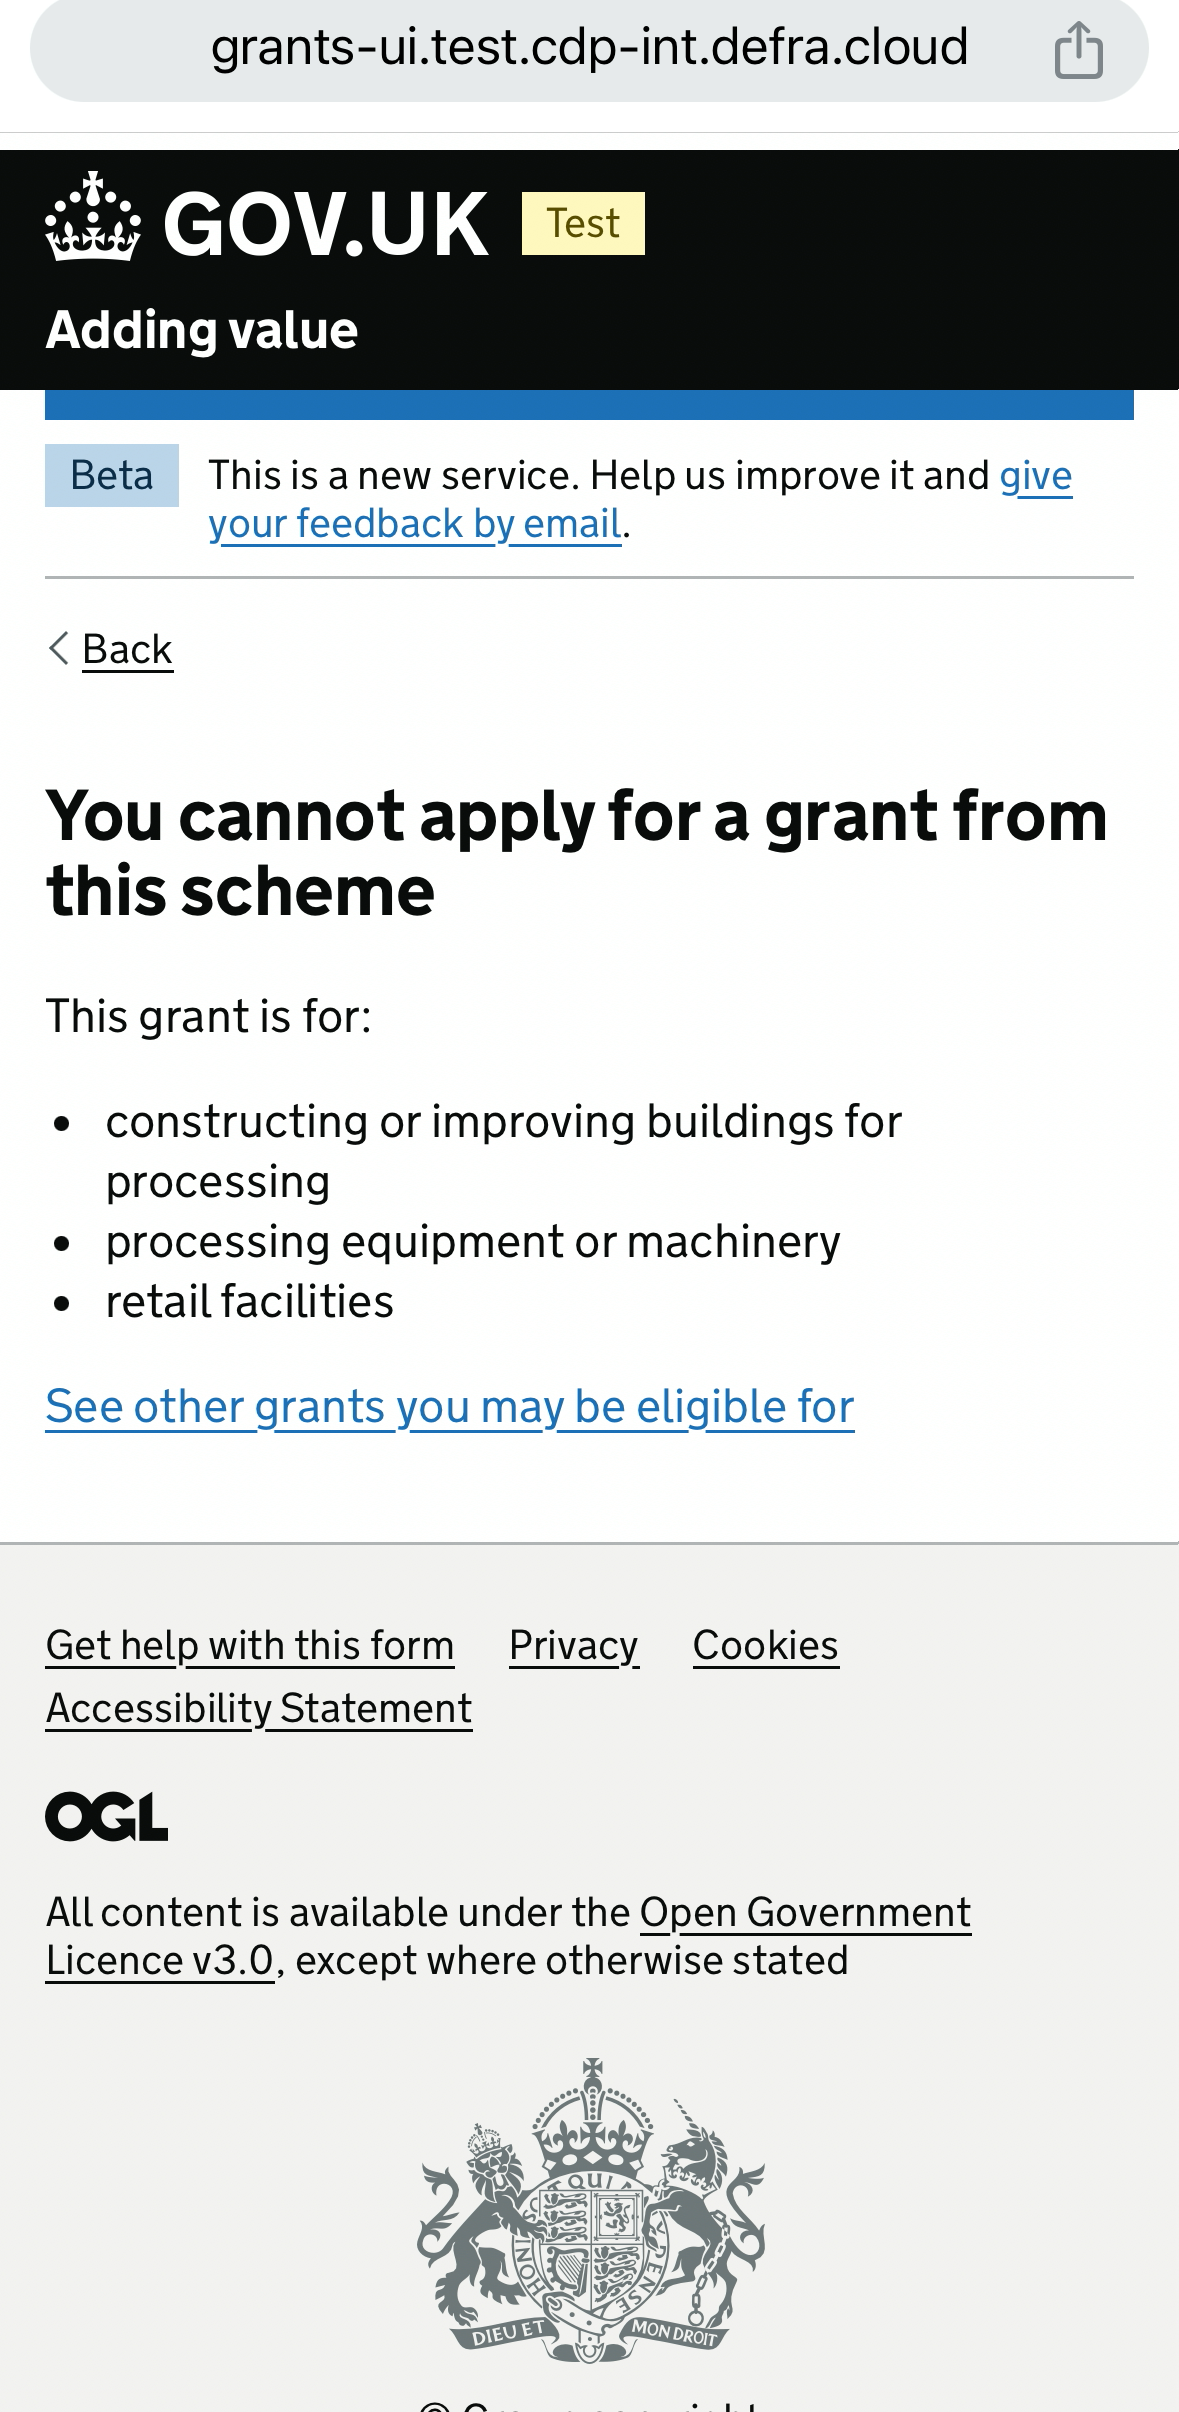 grants-ui.test.cdp-int.defra.cloud
GOV.UK Test
Adding value
Beta This is a new service. Help us improve it and give
your feedback by email.
Back
You cannot apply for a grant from
this scheme
This grant is for:
• constructing or improving buildings for
processing
• processing equipment or machinery
• retail facilities
See other grants you may be eligible for
Get help with this form Privacy Cookies
Accessibility Statement
OGL
All content is available under the Open Government
Licence v3.0, except where otherwise stated
QUI
HONI
PENSE
DIEU ET MON DROIT
© Crown copyright